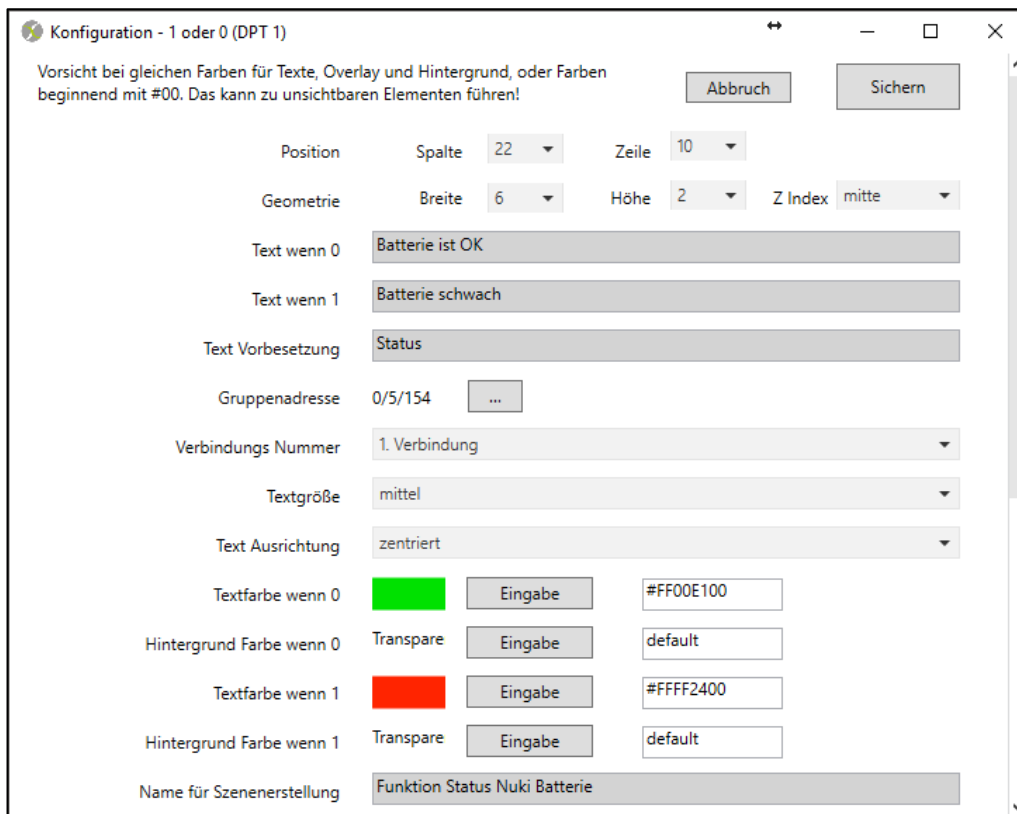 Konfiguration - 1 oder 0 (DPT 1)
Vorsicht bei gleichen Farben für Texte, Overlay und Hintergrund, oder Farben
beginnend mit #00. Das kann zu unsichtbaren Elementen führen!
Abbruch
Sichern
Position Spalte 22 Zeile 10
Geometrie Breite 6 Höhe 2 Z Index mitte
Text wenn 0 Batterie ist OK
Text wenn 1 Batterie schwach
Text Vorbesetzung Status
Gruppenadresse 0/5/154 ...
Verbindungs Nummer 1. Verbindung
Textgröße mittel
Text Ausrichtung zentriert
Textfarbe wenn 0 Eingabe #FF00E100
Hintergrund Farbe wenn 0 Transpare Eingabe default
Textfarbe wenn 1 Eingabe #FFFF2400
Hintergrund Farbe wenn 1 Transpare Eingabe default
Name für Szenenerstellung Funktion Status Nuki Batterie